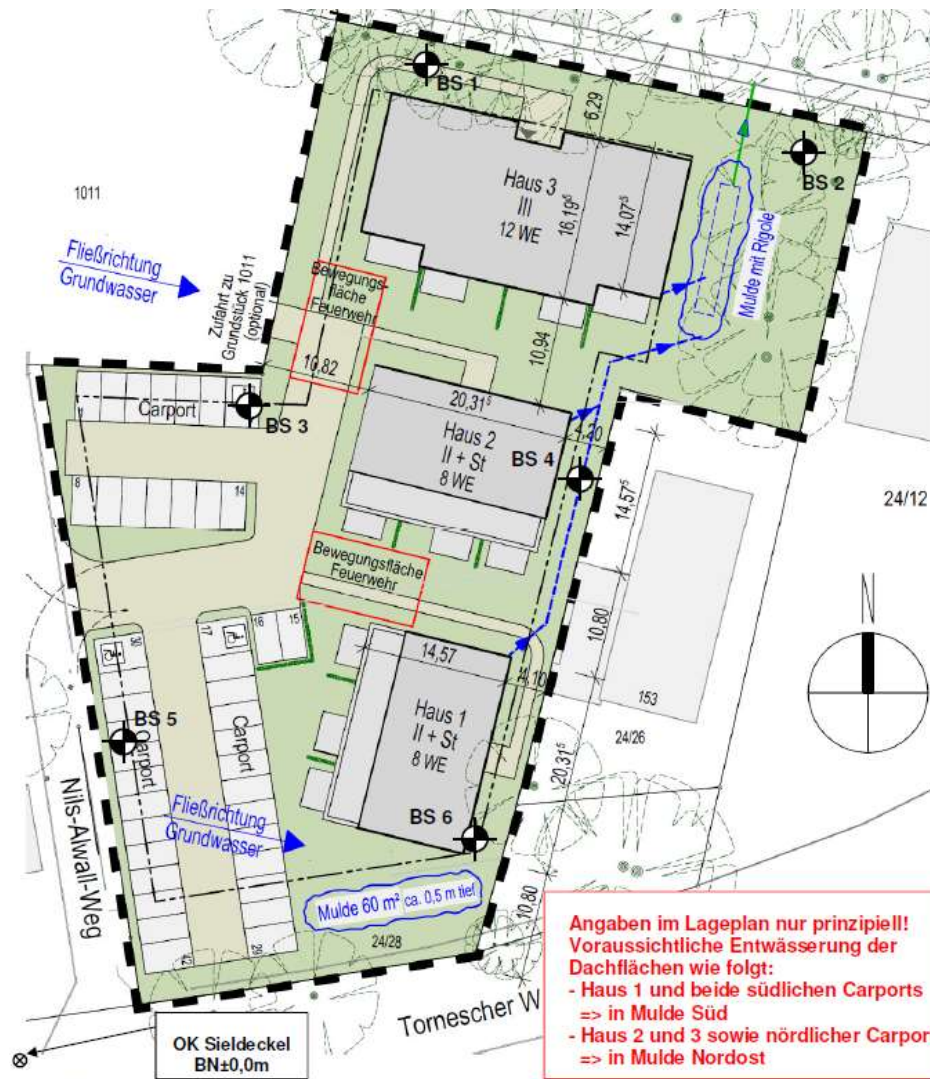 BS 1
6,29
BS 2
1011
Haus 3
III
12 WE
16,19⁵
14,07⁵
Mulde mit Rigole
Fließrichtung
Grundwasser
Zufahrt zu
Grundstück 1011
(optional)
Bewegungs-
fläche
Feuerwehr
10,82
10,94
Carport
1
BS 3
20,31⁵
Haus 2
II + St
8 WE
BS 4
4,20
14,57⁵
24/12
8
14
Bewegungsfläche
Feuerwehr
10,80
N
30
17
16
15
14,57
4,10
Haus 1
II + St
8 WE
153
24/26
BS 5
Carport
Carport
20,31⁵
Fließrichtung
Grundwasser
BS 6
Nils-Alwall-Weg
Mulde 60 m² ca. 0,5 m tief
10,80
24/28
42
29
Tornescher W
OK Sieldeckel
BN±0,0m
Angaben im Lageplan nur prinzipiell!
Voraussichtliche Entwässerung der
Dachflächen wie folgt:
- Haus 1 und beide südlichen Carports
=> in Mulde Süd
- Haus 2 und 3 sowie nördlicher Carpor
=> in Mulde Nordost